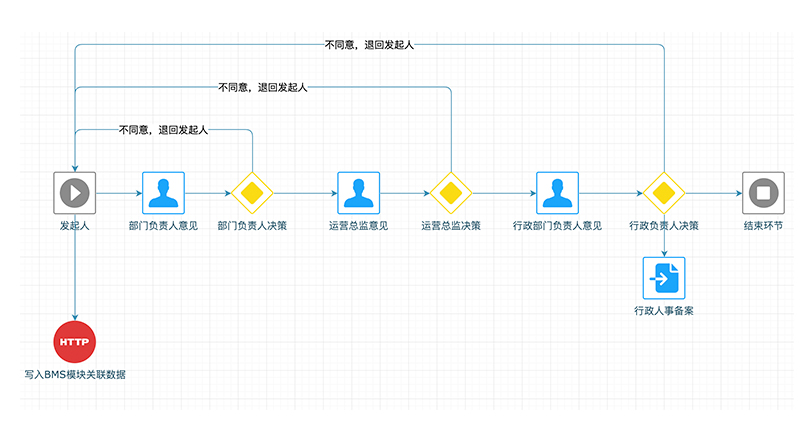 不同意，退回发起人
不同意，退回发起人
不同意，退回发起人
发起人
部门负责人意见
部门负责人决策
运营总监意见
运营总监决策
行政部门负责人意见
行政负责人决策
结束环节
行政人事备案
HTTP
写入BMS模块关联数据